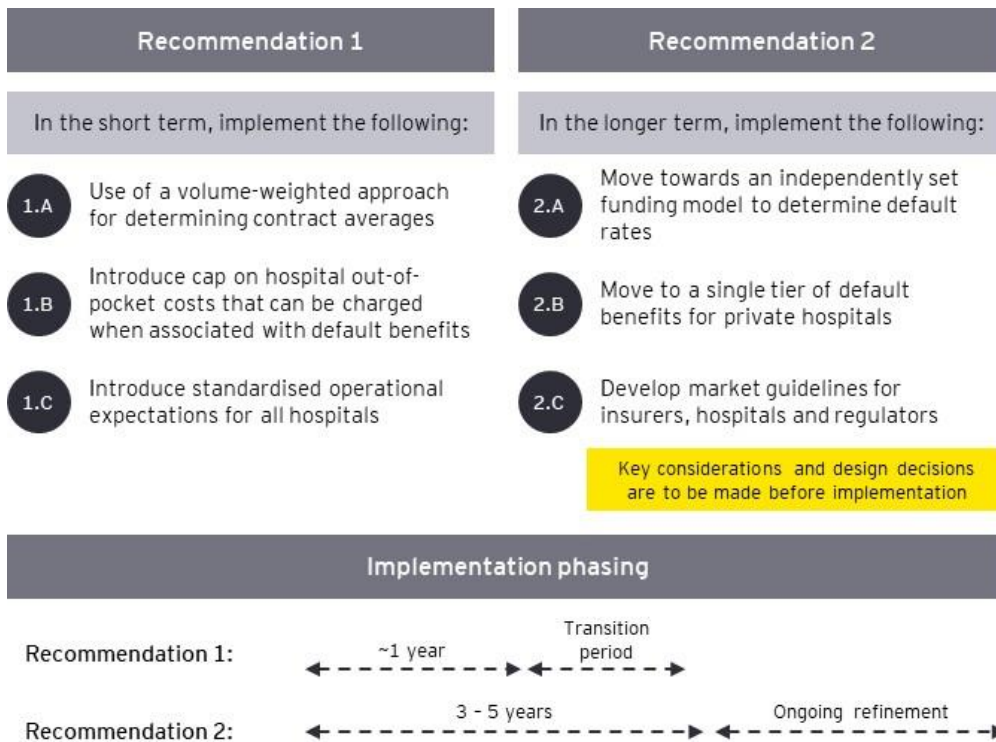 Recommendation 1
In the short term, implement the following:
1.A
Use of a volume-weighted approach
for determining contract averages
1.B
Introduce cap on hospital out-of-
pocket costs that can be charged
when associated with default benefits
1.C
Introduce standardised operational
expectations for all hospitals
Recommendation 2
In the longer term, implement the following:
2.A
Move towards an independently set
funding model to determine default
rates
2.B
Move to a single tier of default
benefits for private hospitals
2.C
Develop market guidelines for
insurers, hospitals and regulators
Key considerations and design decisions
are to be made before implementation
Implementation phasing
Recommendation 1:
~1 year
Transition
period
Recommendation 2:
3 - 5 years
Ongoing refinement